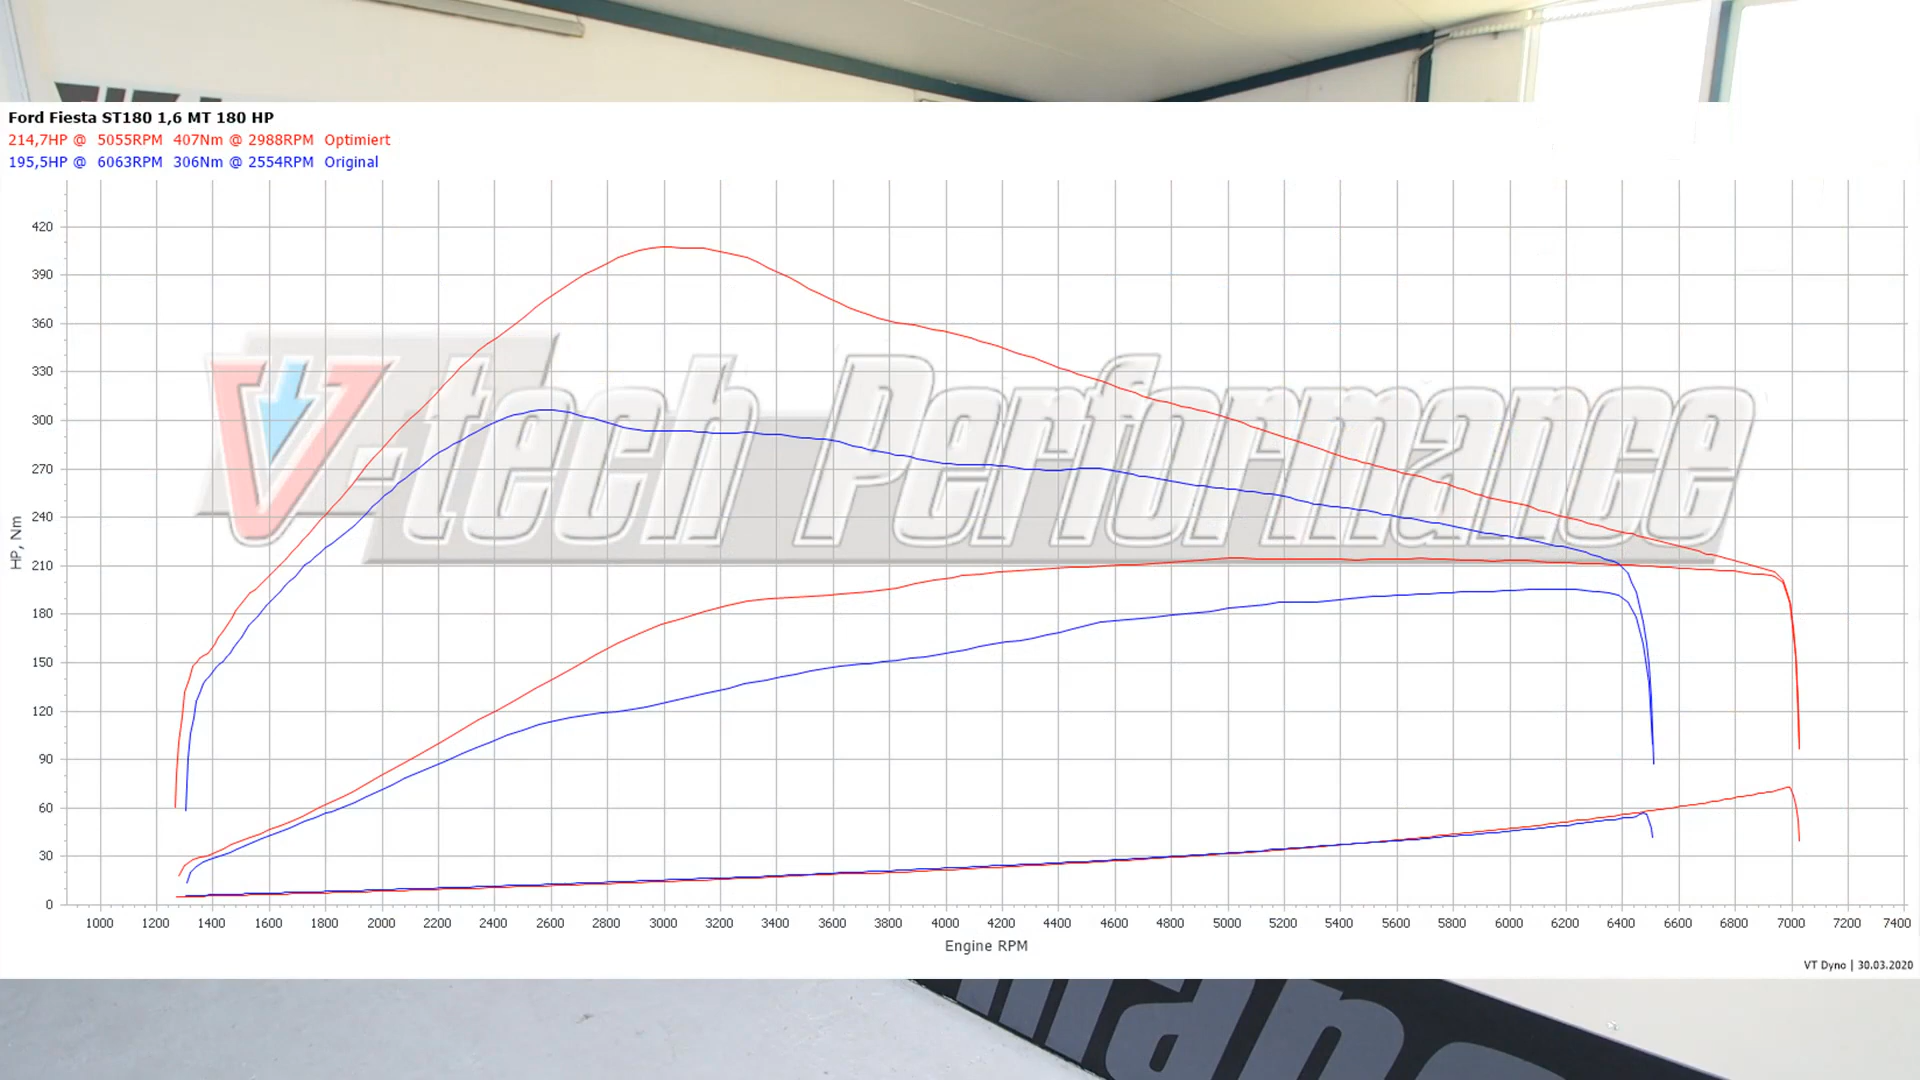 Ford Fiesta ST180 1,6 MT 180 HP
214,7HP @ 5055RPM 407Nm @ 2988RPM Optimiert
195,5HP @ 6063RPM 306Nm @ 2554RPM Original
420
390
360
330
300
270
240
210
180
150
120
90
60
30
0
HP, Nm
V-tech Performance
1000 1200 1400 1600 1800 2000 2200 2400 2600 2800 3000 3200 3400 3600 3800 4000 4200 4400 4600 4800 5000 5200 5400 5600 5800 6000 6200 6400 6600 6800 7000 7200 7400
Engine RPM
VT Dyno | 30.03.2020